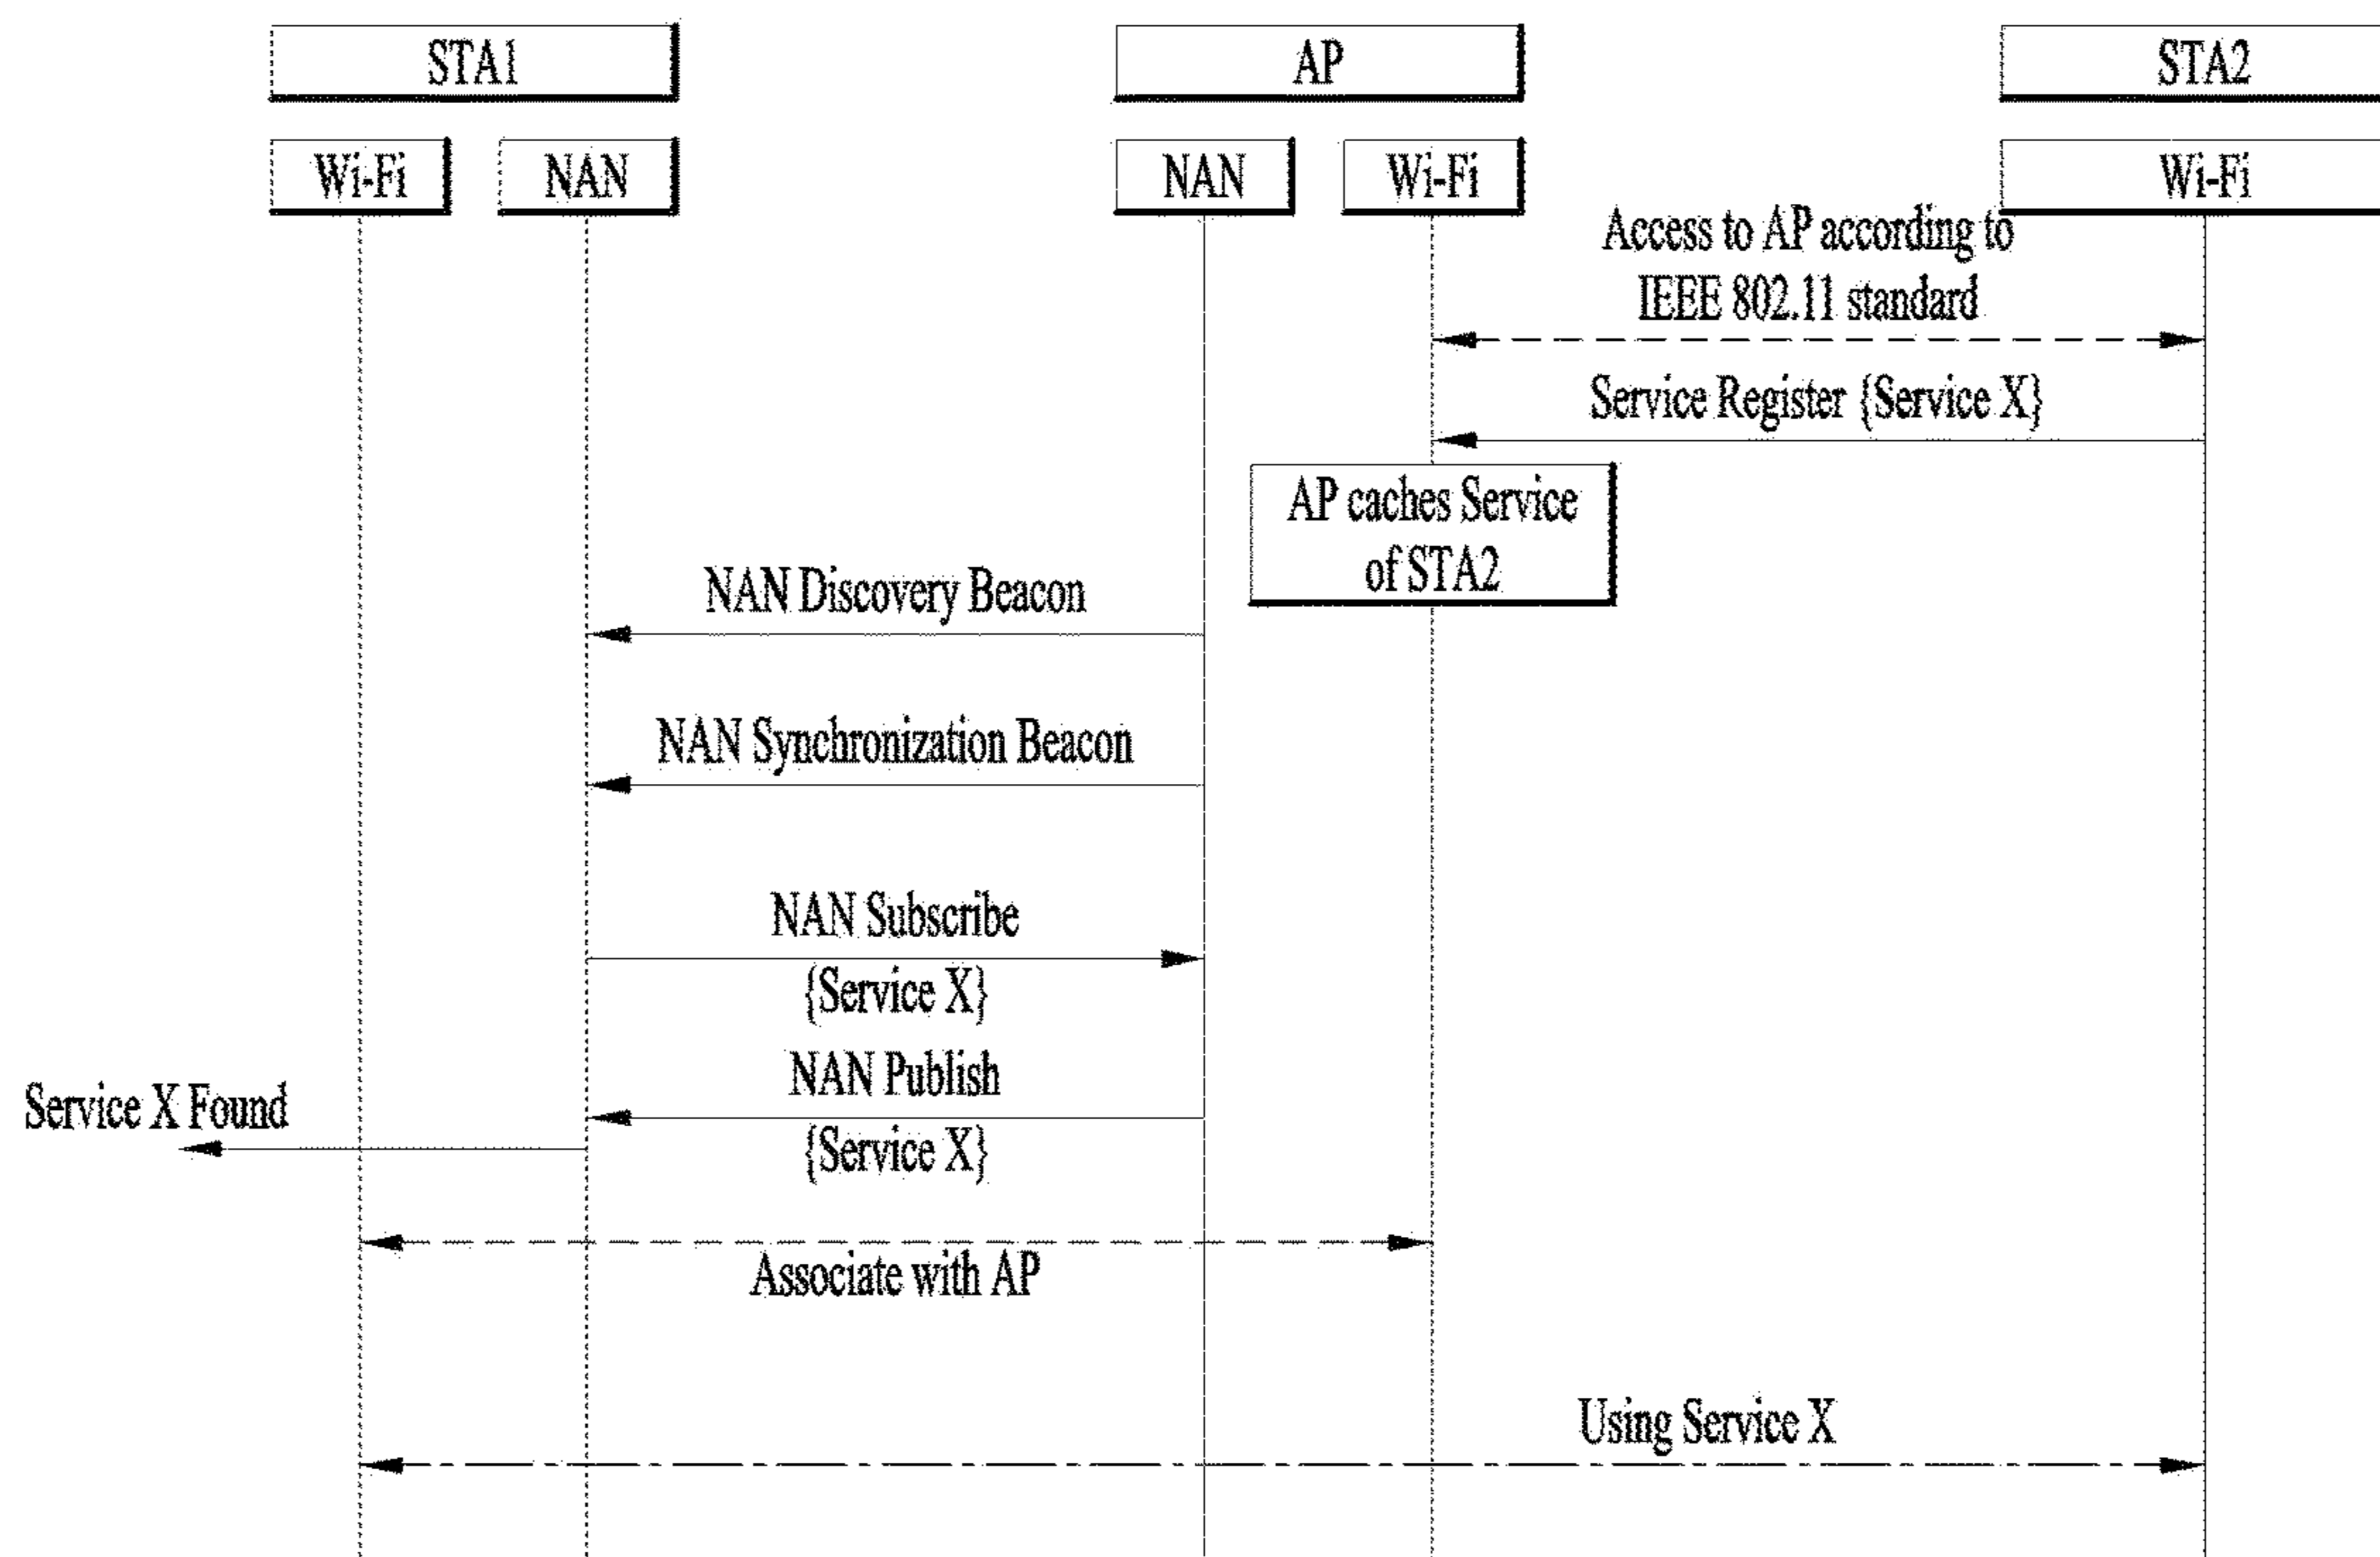 STA1
AP
STA2
Wi-Fi
NAN
NAN
Wi-Fi
Wi-Fi
Access to AP according to
IEEE 802.11 standard
Service Register {Service X}
AP caches Service
of STA2
NAN Discovery Beacon
NAN Synchronization Beacon
NAN Subscribe
{Service X}
NAN Publish
{Service X}
Service X Found
Associate with AP
Using Service X